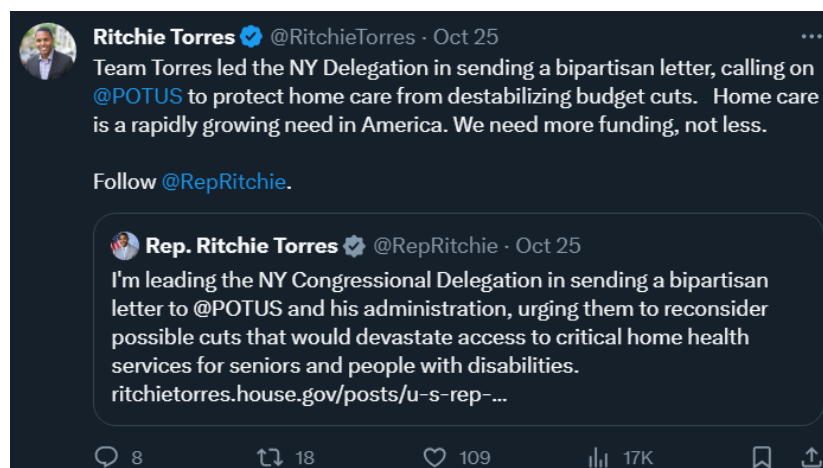 Ritchie Torres @RitchieTorres · Oct 25
Team Torres led the NY Delegation in sending a bipartisan letter, calling on
@POTUS to protect home care from destabilizing budget cuts.   Home care
is a rapidly growing need in America. We need more funding, not less.
Follow @RepRitchie.
Rep. Ritchie Torres @RepRitchie · Oct 25
I'm leading the NY Congressional Delegation in sending a bipartisan
letter to @POTUS and his administration, urging them to reconsider
possible cuts that would devastate access to critical home health
services for seniors and people with disabilities.
ritchietorres.house.gov/posts/u-s-rep-...
8 18 109 17K